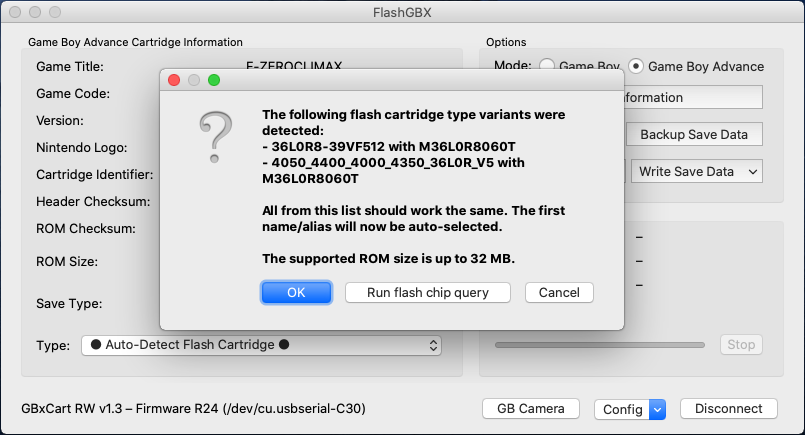 FlashGBX
Game Boy Advance Cartridge Information
Options
Game Title:
F-ZEROCLIMAX
Mode:
Game Boy
Game Boy Advance
Game Code:
formation
Version:
Backup Save Data
Nintendo Logo:
Cartridge Identifier:
Write Save Data
Header Checksum:
ROM Checksum:
–
ROM Size:
–
–
Save Type:
Type:
● Auto-Detect Flash Cartridge ●
Stop
The following flash cartridge type variants were
detected:
- 36L0R8-39VF512 with M36L0R8060T
- 4050_4400_4000_4350_36L0R_V5 with
M36L0R8060T
All from this list should work the same. The first
name/alias will now be auto-selected.
The supported ROM size is up to 32 MB.
OK
Run flash chip query
Cancel
GBxCart RW v1.3 – Firmware R24 (/dev/cu.usbserial-C30)
GB Camera
Config
Disconnect